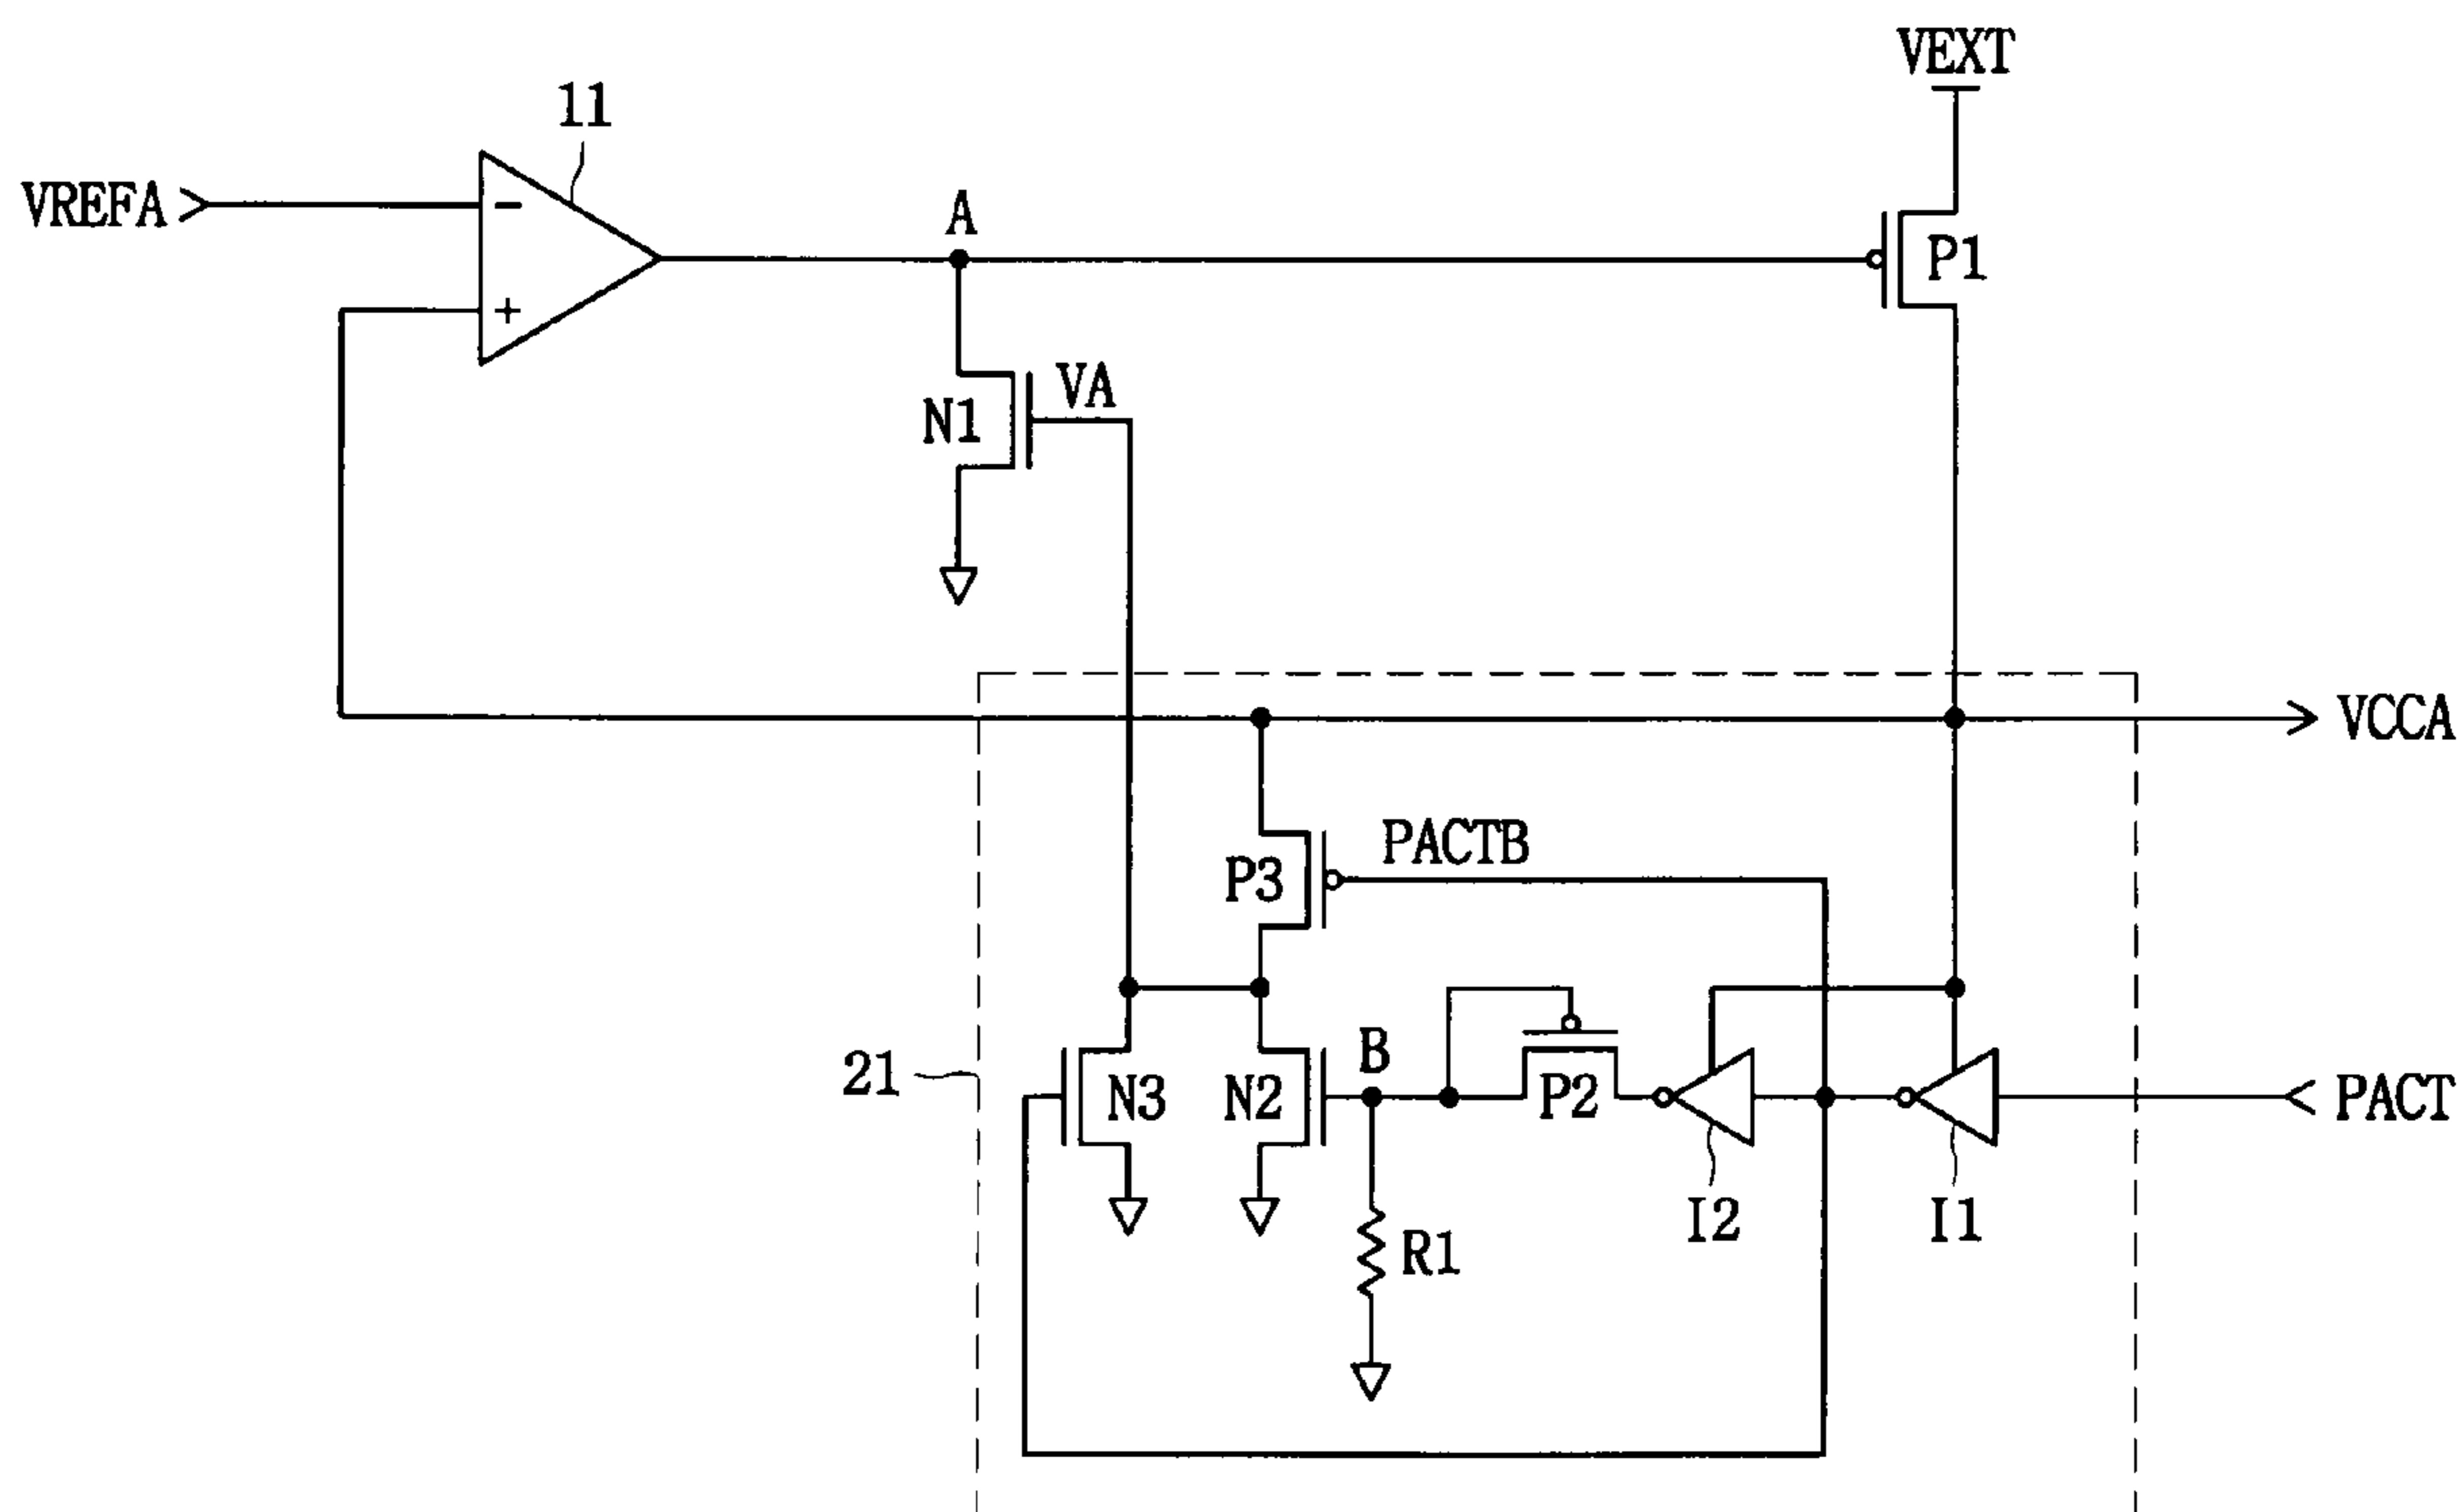 VEXT
11
VREFA
-
A
P1
+
VA
N1
VCCA
PACTB
P3
B
21
N3
N2
P2
PACT
I2
I1
R1